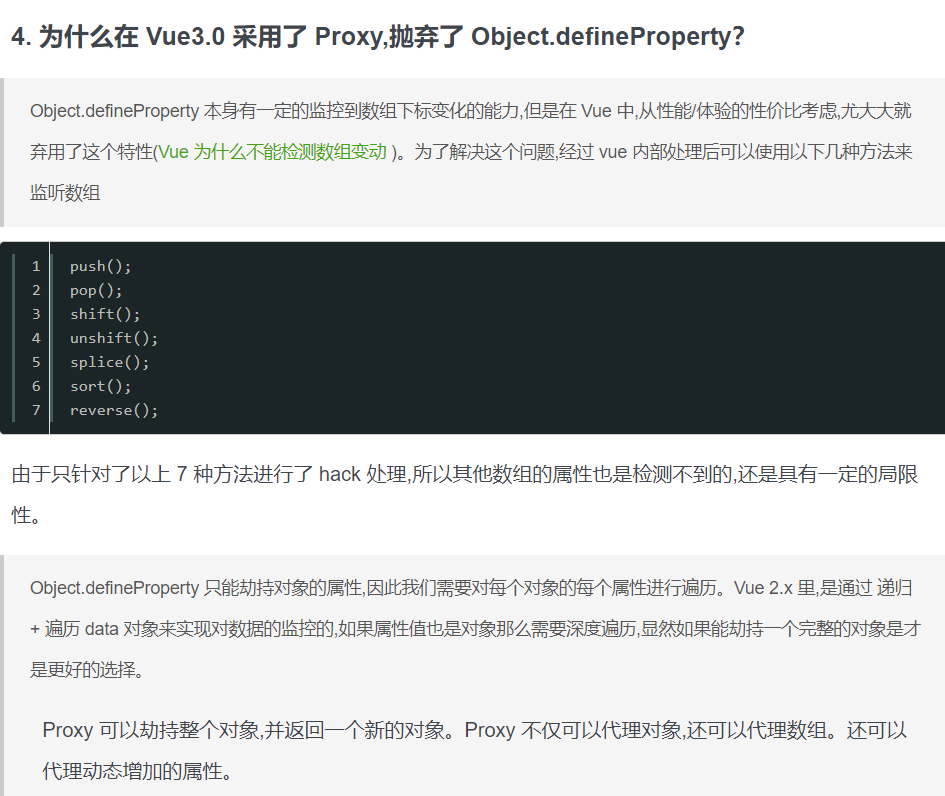 4. 为什么在 Vue3.0 采用了 Proxy,抛弃了 Object.defineProperty？
Object.defineProperty 本身有一定的监控到数组下标变化的能力,但是在 Vue 中,从性能/体验的性价比考虑,尤大大就
弃用了这个特性(Vue 为什么不能检测数组变动 )。为了解决这个问题,经过 vue 内部处理后可以使用以下几种方法来
监听数组
1 push();
2 pop();
3 shift();
4 unshift();
5 splice();
6 sort();
7 reverse();
由于只针对了以上 7 种方法进行了 hack 处理,所以其他数组的属性也是检测不到的,还是具有一定的局限
性。
Object.defineProperty 只能劫持对象的属性,因此我们需要对每个对象的每个属性进行遍历。Vue 2.x 里,是通过 递归
+ 遍历 data 对象来实现对数据的监控的,如果属性值也是对象那么需要深度遍历,显然如果能劫持一个完整的对象是才
是更好的选择。
Proxy 可以劫持整个对象,并返回一个新的对象。Proxy 不仅可以代理对象,还可以代理数组。还可以
代理动态增加的属性。